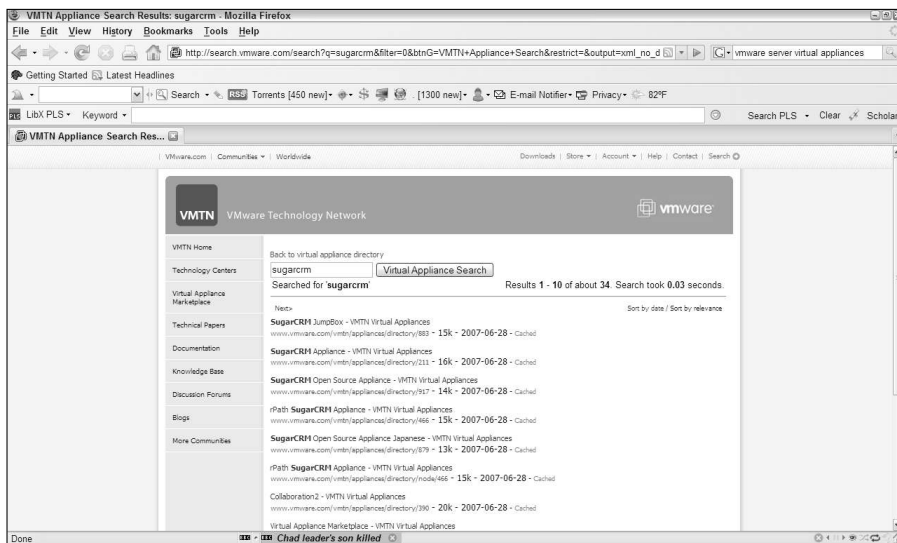 VMTN Appliance Search Results: sugarcrm - Mozilla Firefox
File Edit View History Bookmarks Tools Help
http://search.vmware.com/search?q=sugarcrm&filter=0&btnG=VMTN+Appliance+Search&restrict=&output=xml_no_d
vmware server virtual appliances
Getting Started Latest Headlines
Search RSS Torrents [450 new] [1300 new] E-mail Notifier Privacy 82°F
LibX PLS Keyword Search PLS Clear Scholar
VMTN Appliance Search Res...
VMware.com | Communities | Worldwide
Downloads | Store | Account | Help | Contact | Search
VMTN VMware Technology Network
vmware
VMTN Home
Technology Centers
Virtual Appliance
Marketplace
Technical Papers
Documentation
Knowledge Base
Discussion Forums
Blogs
More Communities
Back to virtual appliance directory
sugarcrm Virtual Appliance Search
Searched for 'sugarcrm' Results 1 - 10 of about 34. Search took 0.03 seconds.
Next> Sort by date / Sort by relevance
SugarCRM JumpBox - VMTN Virtual Appliances
www.vmware.com/vmtn/appliances/directory/883 - 15k - 2007-06-28 - Cached
SugarCRM Appliance - VMTN Virtual Appliances
www.vmware.com/vmtn/appliances/directory/211 - 16k - 2007-06-28 - Cached
SugarCRM Open Source Appliance - VMTN Virtual Appliances
www.vmware.com/vmtn/appliances/directory/917 - 14k - 2007-06-28 - Cached
rPath SugarCRM Appliance - VMTN Virtual Appliances
www.vmware.com/vmtn/appliances/directory/466 - 15k - 2007-06-28 - Cached
SugarCRM Open Source Appliance Japanese - VMTN Virtual Appliances
www.vmware.com/vmtn/appliances/directory/879 - 13k - 2007-06-28 - Cached
rPath SugarCRM Appliance - VMTN Virtual Appliances
www.vmware.com/vmtn/appliances/directory/node/466 - 15k - 2007-06-28 - Cached
Collaboration2 - VMTN Virtual Appliances
www.vmware.com/vmtn/appliances/directory/390 - 20k - 2007-06-28 - Cached
Virtual Appliance Marketplace - VMTN Virtual Appliances
Done Chad leader's son killed